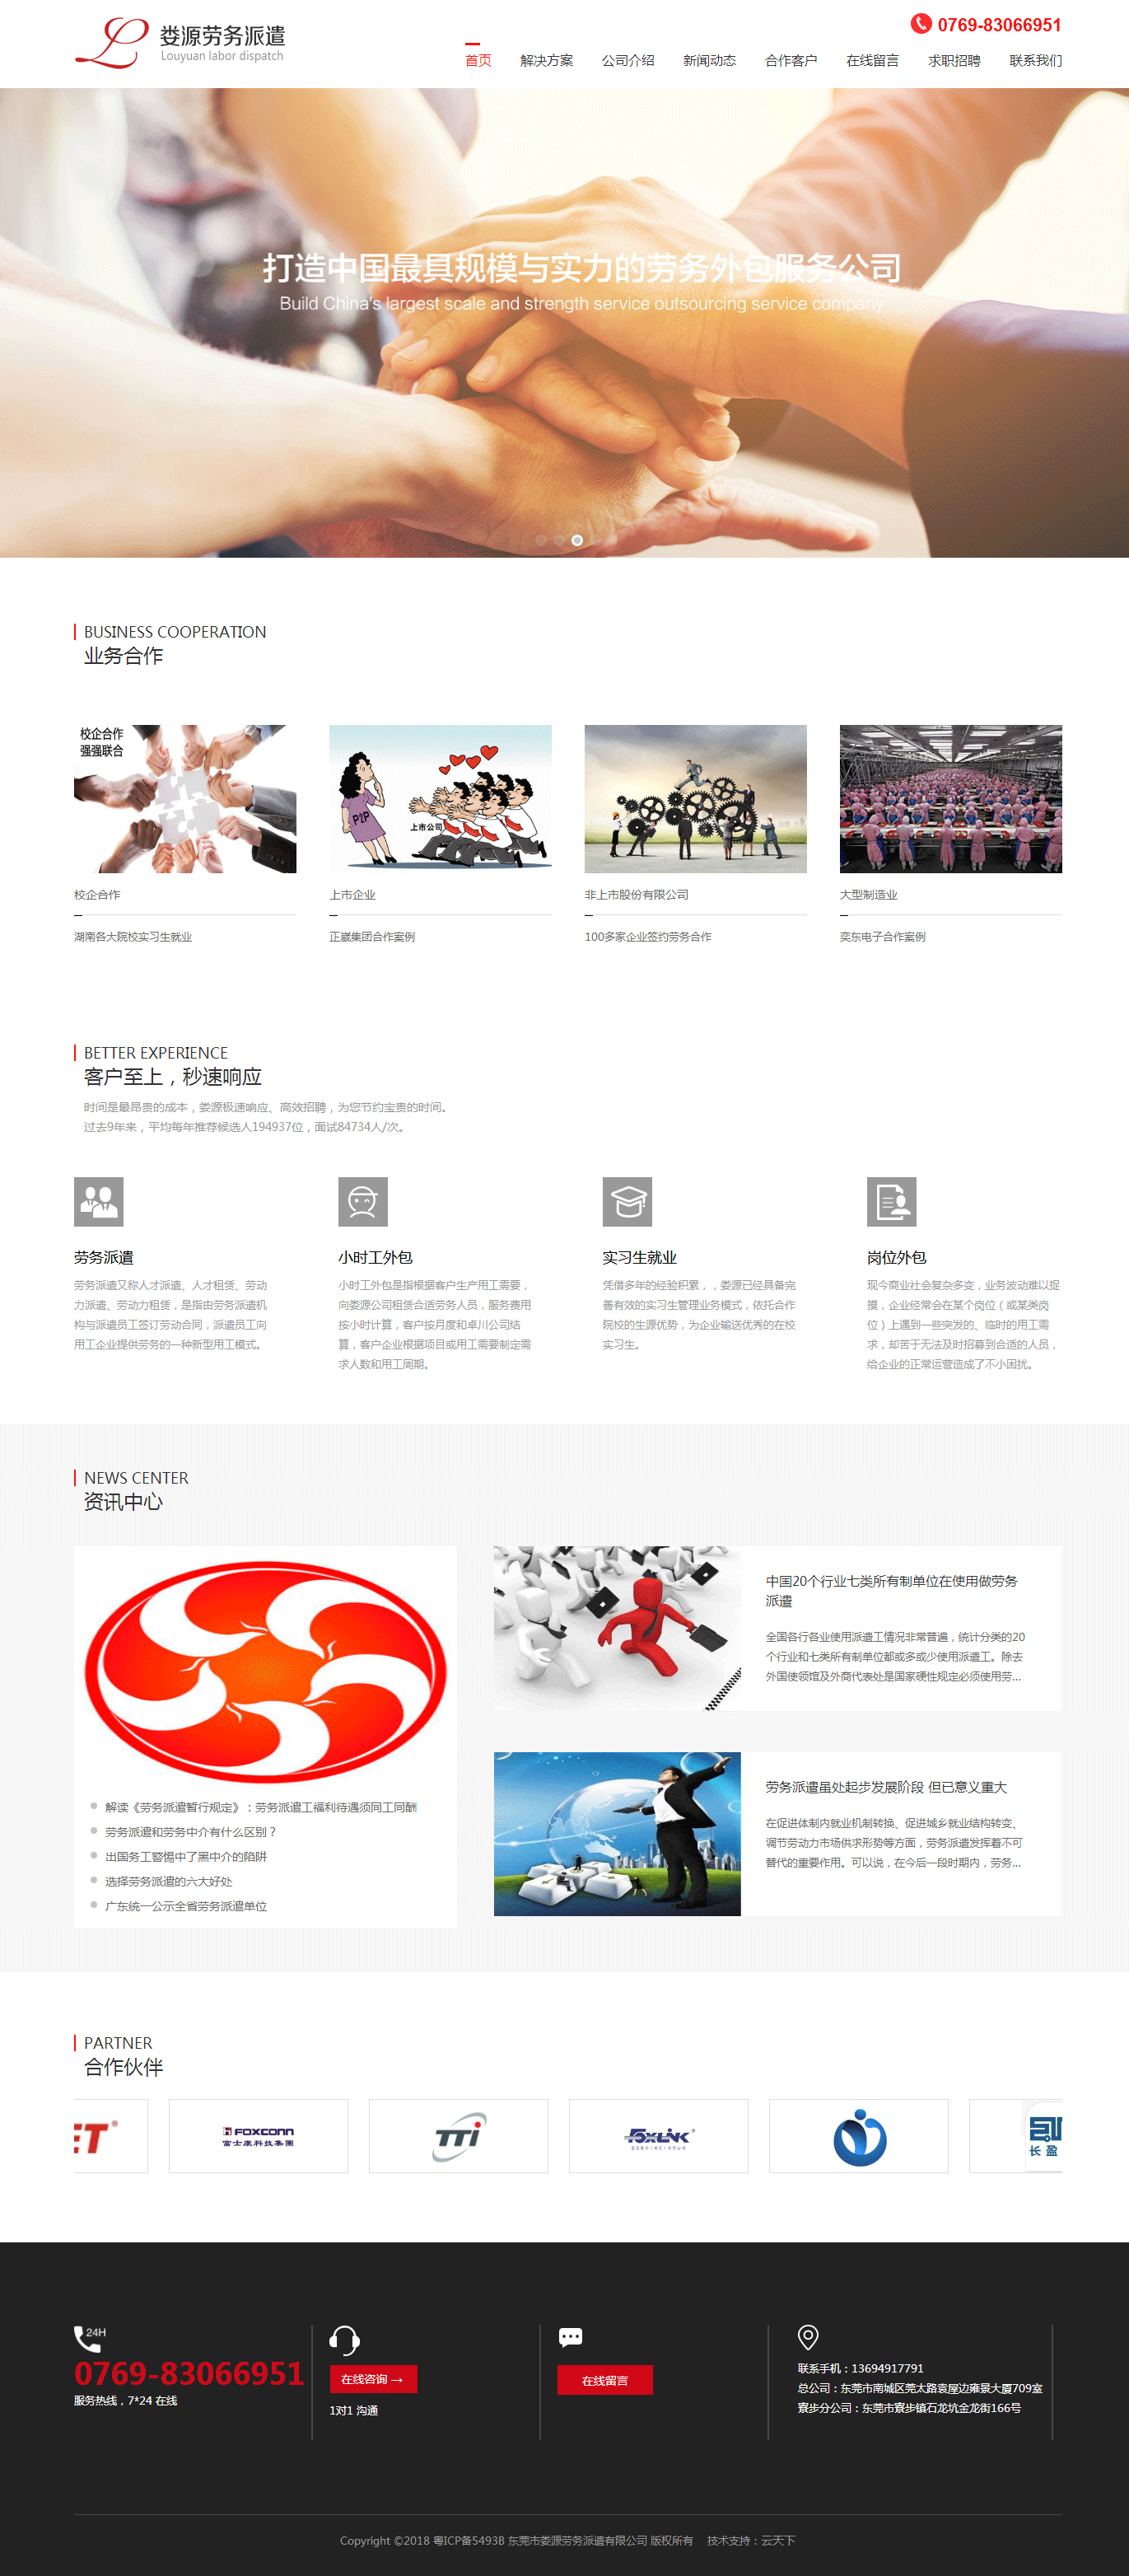 娄源劳务派遣
Louyuan labor dispatch
0769-83066951
首页 解决方案 公司介绍 新闻动态 合作客户 在线留言 求职招聘 联系我们
打造中国最具规模与实力的劳务外包服务公司
Build China's largest scale and strength service outsourcing service company
BUSINESS COOPERATION
业务合作
校企合作
强强联合
P2P
上市公司
校企合作
湖南各大院校实习生就业
上市企业
正崴集团合作案例
非上市股份有限公司
100多家企业签约劳务合作
大型制造业
奕东电子合作案例
BETTER EXPERIENCE
客户至上，秒速响应
时间是最昂贵的成本，娄源极速响应、高效招聘，为您节约宝贵的时间。
过去9年来，平均每年推荐候选人194937位，面试84734人/次。
劳务派遣
劳务派遣又称人才派遣、人才租赁、劳动
力派遣、劳动力租赁，是指由劳务派遣机
构与派遣员工签订劳动合同，派遣员工向
用工企业提供劳务的一种新型用工模式。
小时工外包
小时工外包是指根据客户生产用工需要，
向娄源公司租赁合适劳务人员，服务费用
按小时计算，客户按月度和卓川公司结
算，客户企业根据项目或用工需要制定需
求人数和用工周期。
实习生就业
凭借多年的经验积累，，娄源已经具备完
善有效的实习生管理业务模式，依托合作
院校的生源优势，为企业输送优秀的在校
实习生。
岗位外包
现今商业社会复杂多变，业务波动难以捉
摸，企业经常会在某个岗位（或某类岗
位）上遇到一些突发的、临时的用工需
求，却苦于无法及时招募到合适的人员，
给企业的正常运营造成了不小困扰。
NEWS CENTER
资讯中心
解读《劳务派遣暂行规定》：劳务派遣工福利待遇须同工同酬
劳务派遣和劳务中介有什么区别？
出国务工警惕中了黑中介的陷阱
选择劳务派遣的六大好处
广东统一公示全省劳务派遣单位
中国20个行业七类所有制单位在使用做劳务
派遣
全国各行各业使用派遣工情况非常普遍，统计分类的20
个行业和七类所有制单位都或多或少使用派遣工。除去
外国使领馆及外商代表处是国家硬性规定必须使用劳...
劳务派遣虽处起步发展阶段 但已意义重大
在促进体制内就业机制转换、促进城乡就业结构转变、
调节劳动力市场供求形势等方面，劳务派遣发挥着不可
替代的重要作用。可以说，在今后一段时期内，劳务...
PARTNER
合作伙伴
ET
FOXCONN
富士康科技集团
TTI
FOXLINK
长盈
24H
0769-83066951
服务热线，7*24 在线
在线咨询 →
1对1 沟通
在线留言
联系手机：13694917791
总公司：东莞市南城区莞太路袁屋边雍景大厦709室
寮步分公司：东莞市寮步镇石龙坑金龙街166号
Copyright ©2018 粤ICP备5493B 东莞市娄源劳务派遣有限公司 版权所有 技术支持：云天下